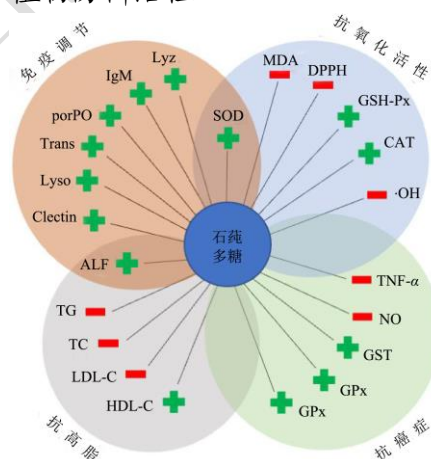 免疫调节
抗氧化活性
Lyz
IgM
porPO
Trans
Lyso
Clectin
ALF
SOD
MDA
DPPH
GSH-Px
CAT
·OH
石莼
多糖
TG
TC
LDL-C
HDL-C
TNF-α
NO
GST
GPx
GPx
抗高脂
抗癌症